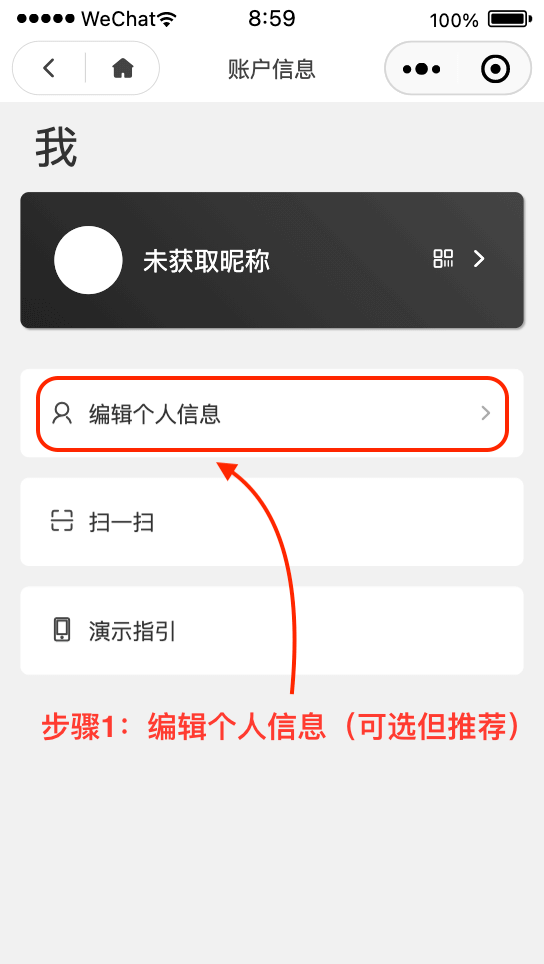 WeChat 8:59 100%
账户信息
我
未获取昵称
编辑个人信息
扫一扫
演示指引
步骤1：编辑个人信息（可选但推荐）